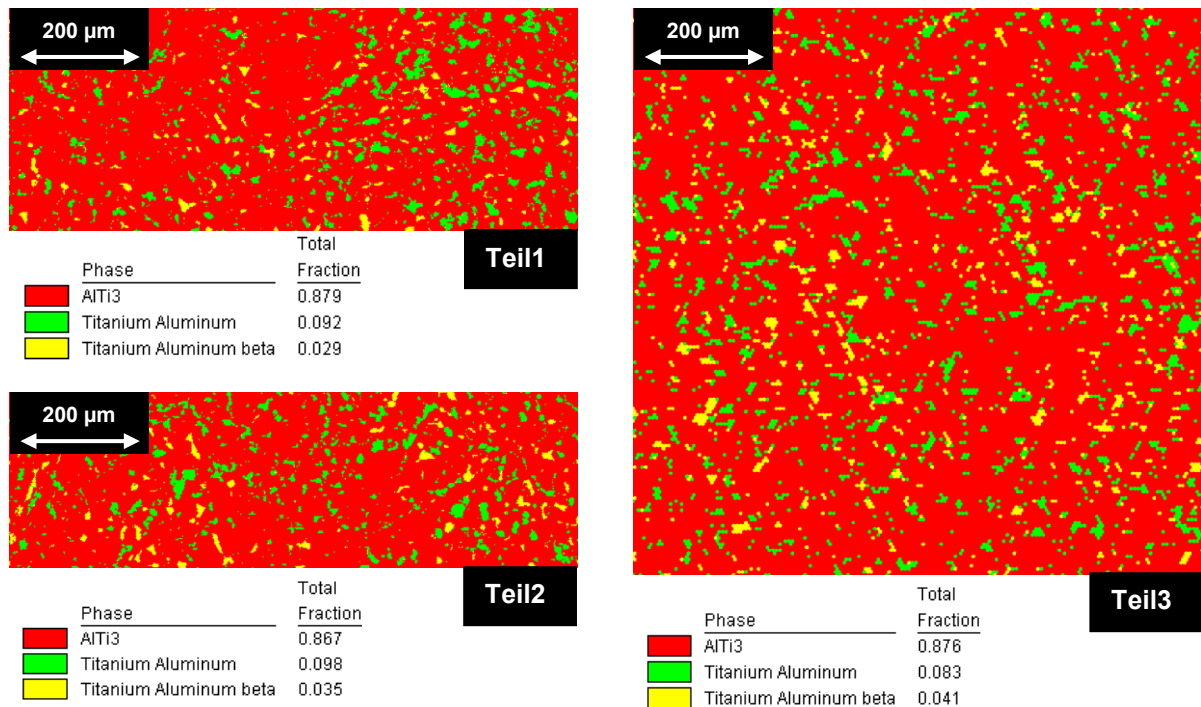 200 µm
Teil1
Total
Phase Fraction
AlTi3 0.879
Titanium Aluminum 0.092
Titanium Aluminum beta 0.029
200 µm
Teil2
Total
Phase Fraction
AlTi3 0.867
Titanium Aluminum 0.098
Titanium Aluminum beta 0.035
200 µm
Teil3
Total
Phase Fraction
AlTi3 0.876
Titanium Aluminum 0.083
Titanium Aluminum beta 0.041